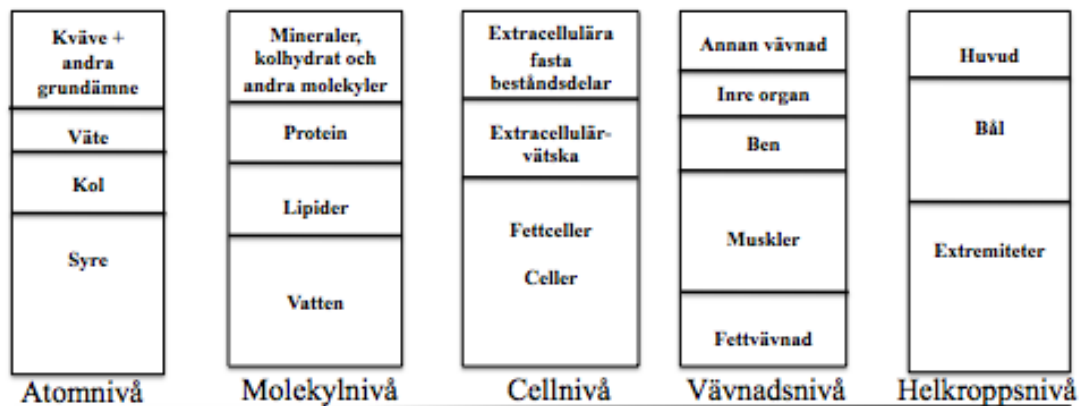 Kväve +
andra
grundämne
Väte
Kol
Syre
Atomnivå
Mineraler,
kolhydrat och
andra molekyler
Protein
Lipider
Vatten
Molekylnivå
Extracellulära
fasta
beståndsdelar
Extracellulär-
vätska
Fettceller
Celler
Cellnivå
Annan vävnad
Inre organ
Ben
Muskler
Fettvävnad
Vävnadsnivå
Huvud
Bål
Extremiteter
Helkroppsnivå